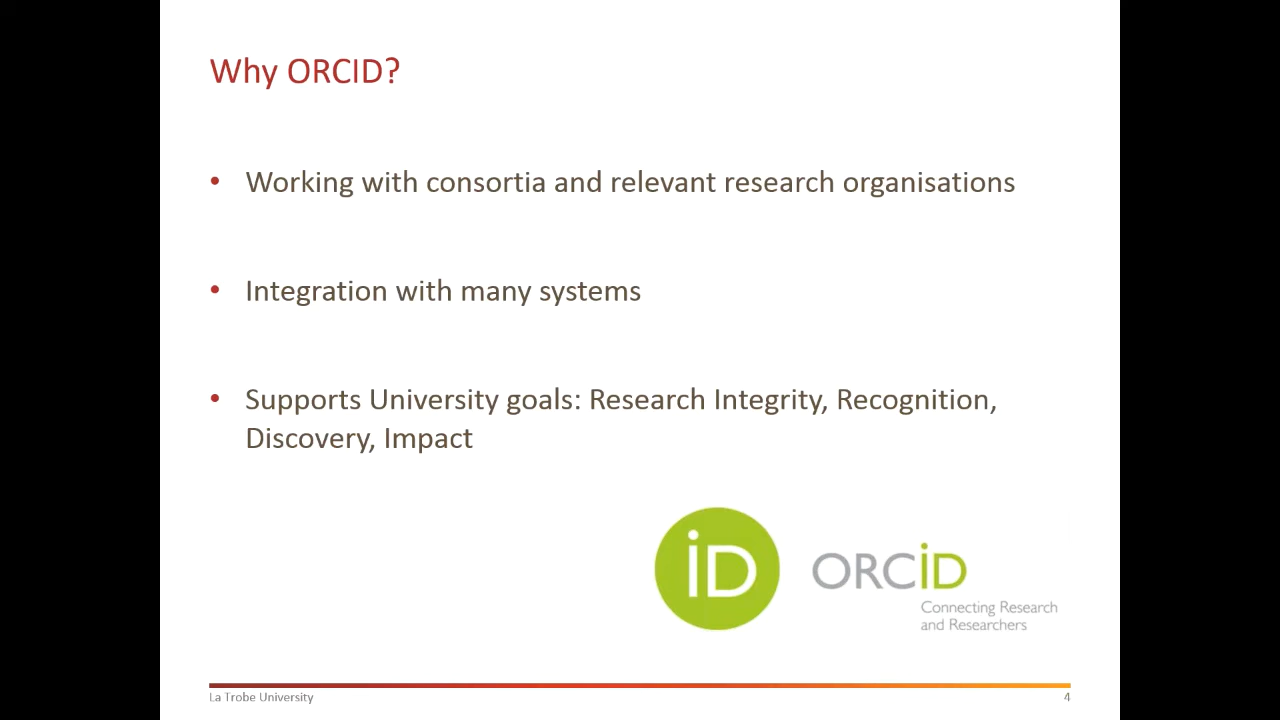 Why ORCID?
• Working with consortia and relevant research organisations
• Integration with many systems
• Supports University goals: Research Integrity, Recognition,
Discovery, Impact
iD
ORCiD
Connecting Research
and Researchers
La Trobe University
4